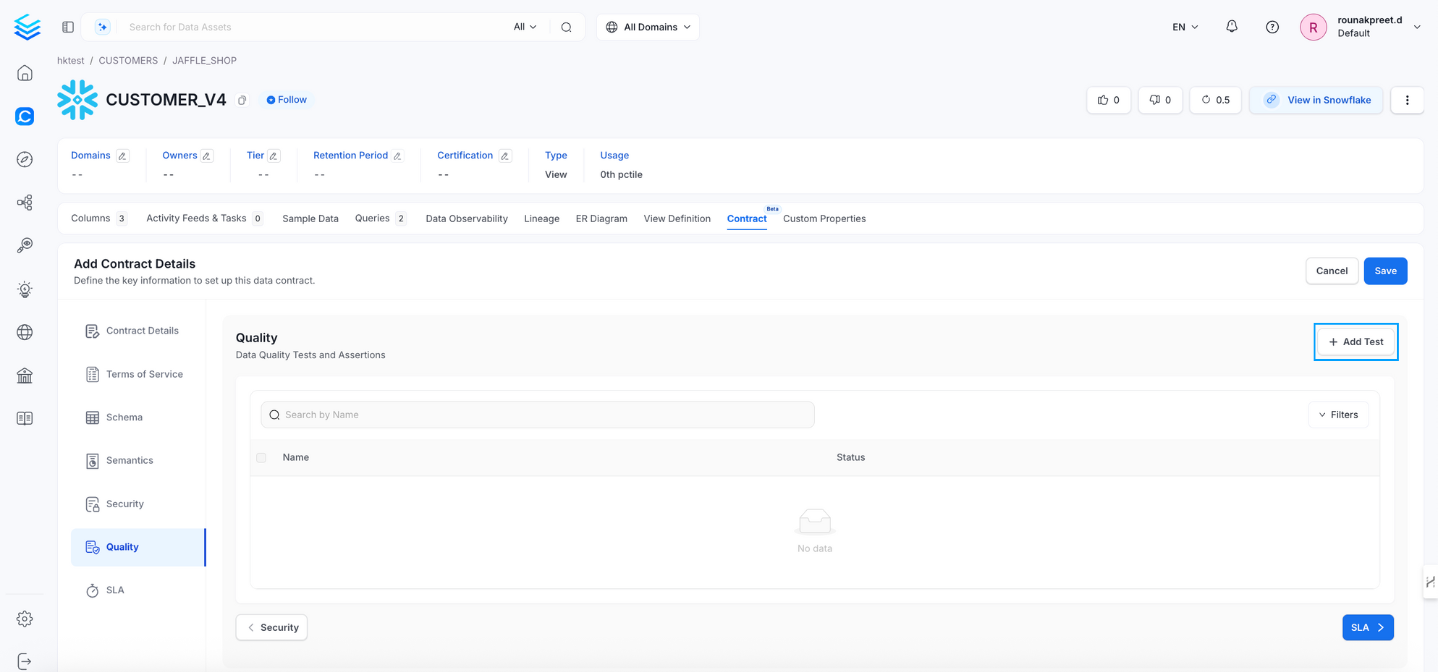 Search for Data Assets
All
All Domains
EN
R
rounakpreet.d
Default
hktest / CUSTOMERS / JAFFLE_SHOP
CUSTOMER_V4
Follow
0
0
0.5
View in Snowflake
Domains
--
Owners
--
Tier
--
Retention Period
--
Certification
--
Type
View
Usage
0th pctile
Columns 3
Activity Feeds & Tasks 0
Sample Data
Queries 2
Data Observability
Lineage
ER Diagram
View Definition
Contract
Beta
Custom Properties
Add Contract Details
Define the key information to set up this data contract.
Cancel
Save
Contract Details
Terms of Service
Schema
Semantics
Security
Quality
SLA
Quality
Data Quality Tests and Assertions
+ Add Test
Search by Name
Filters
Name
Status
No data
Security
SLA